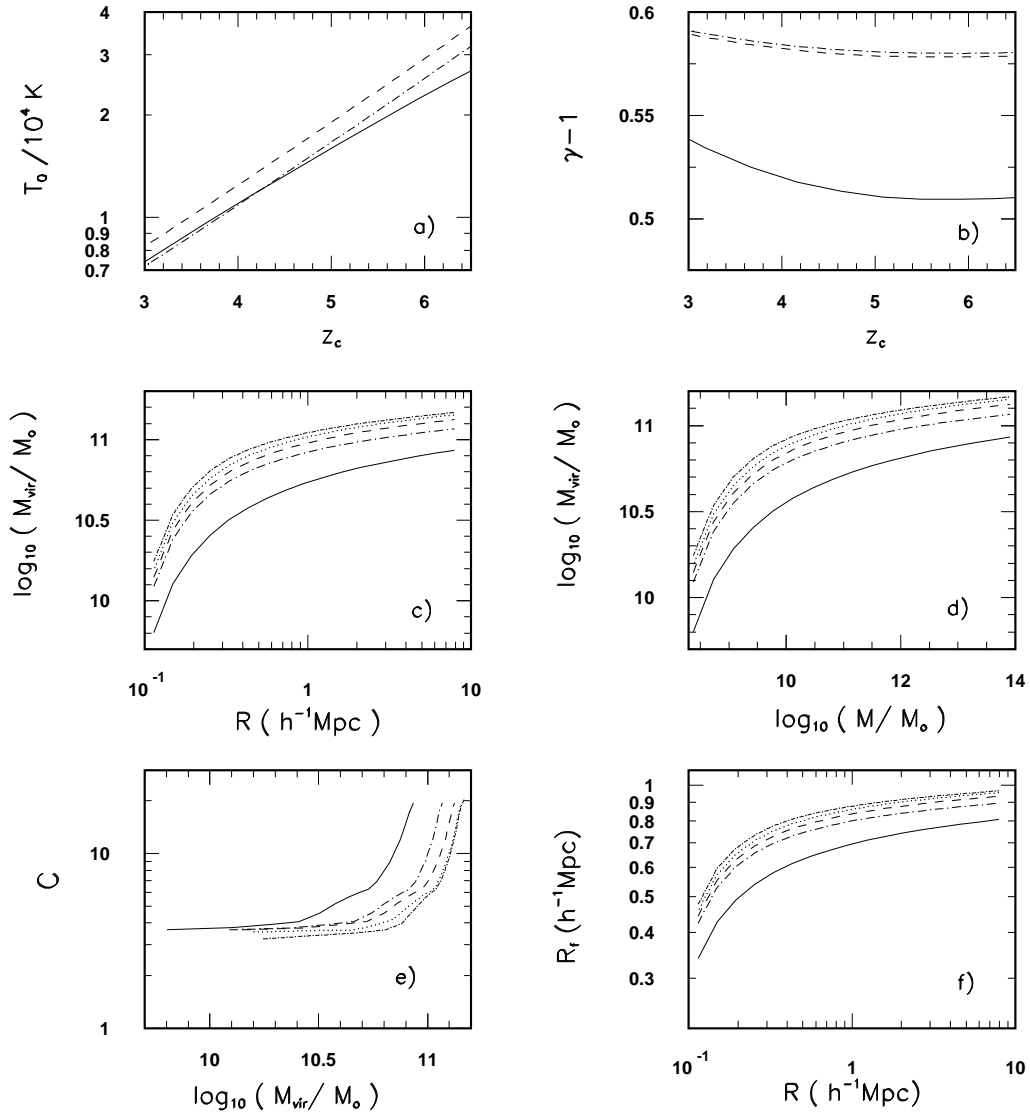 4
3
2
1
0.9
0.8
0.7
T₀ /10⁴ K
a)
3 4 5 6
z_c
0.6
0.55
0.5
γ−1
b)
3 4 5 6
z_c
11
10.5
10
log₁₀ ( M_vir/ M_o )
c)
10⁻¹ 1 10
R ( h⁻¹Mpc )
11
10.5
10
log₁₀ ( M_vir/ M_o )
d)
10 12 14
log₁₀ ( M/ M_o )
10
1
C
e)
10 10.5 11
log₁₀ ( M_vir/ M_o )
1
0.9
0.8
0.7
0.6
0.5
0.4
0.3
R_f (h⁻¹Mpc)
f)
10⁻¹ 1 10
R ( h⁻¹Mpc)